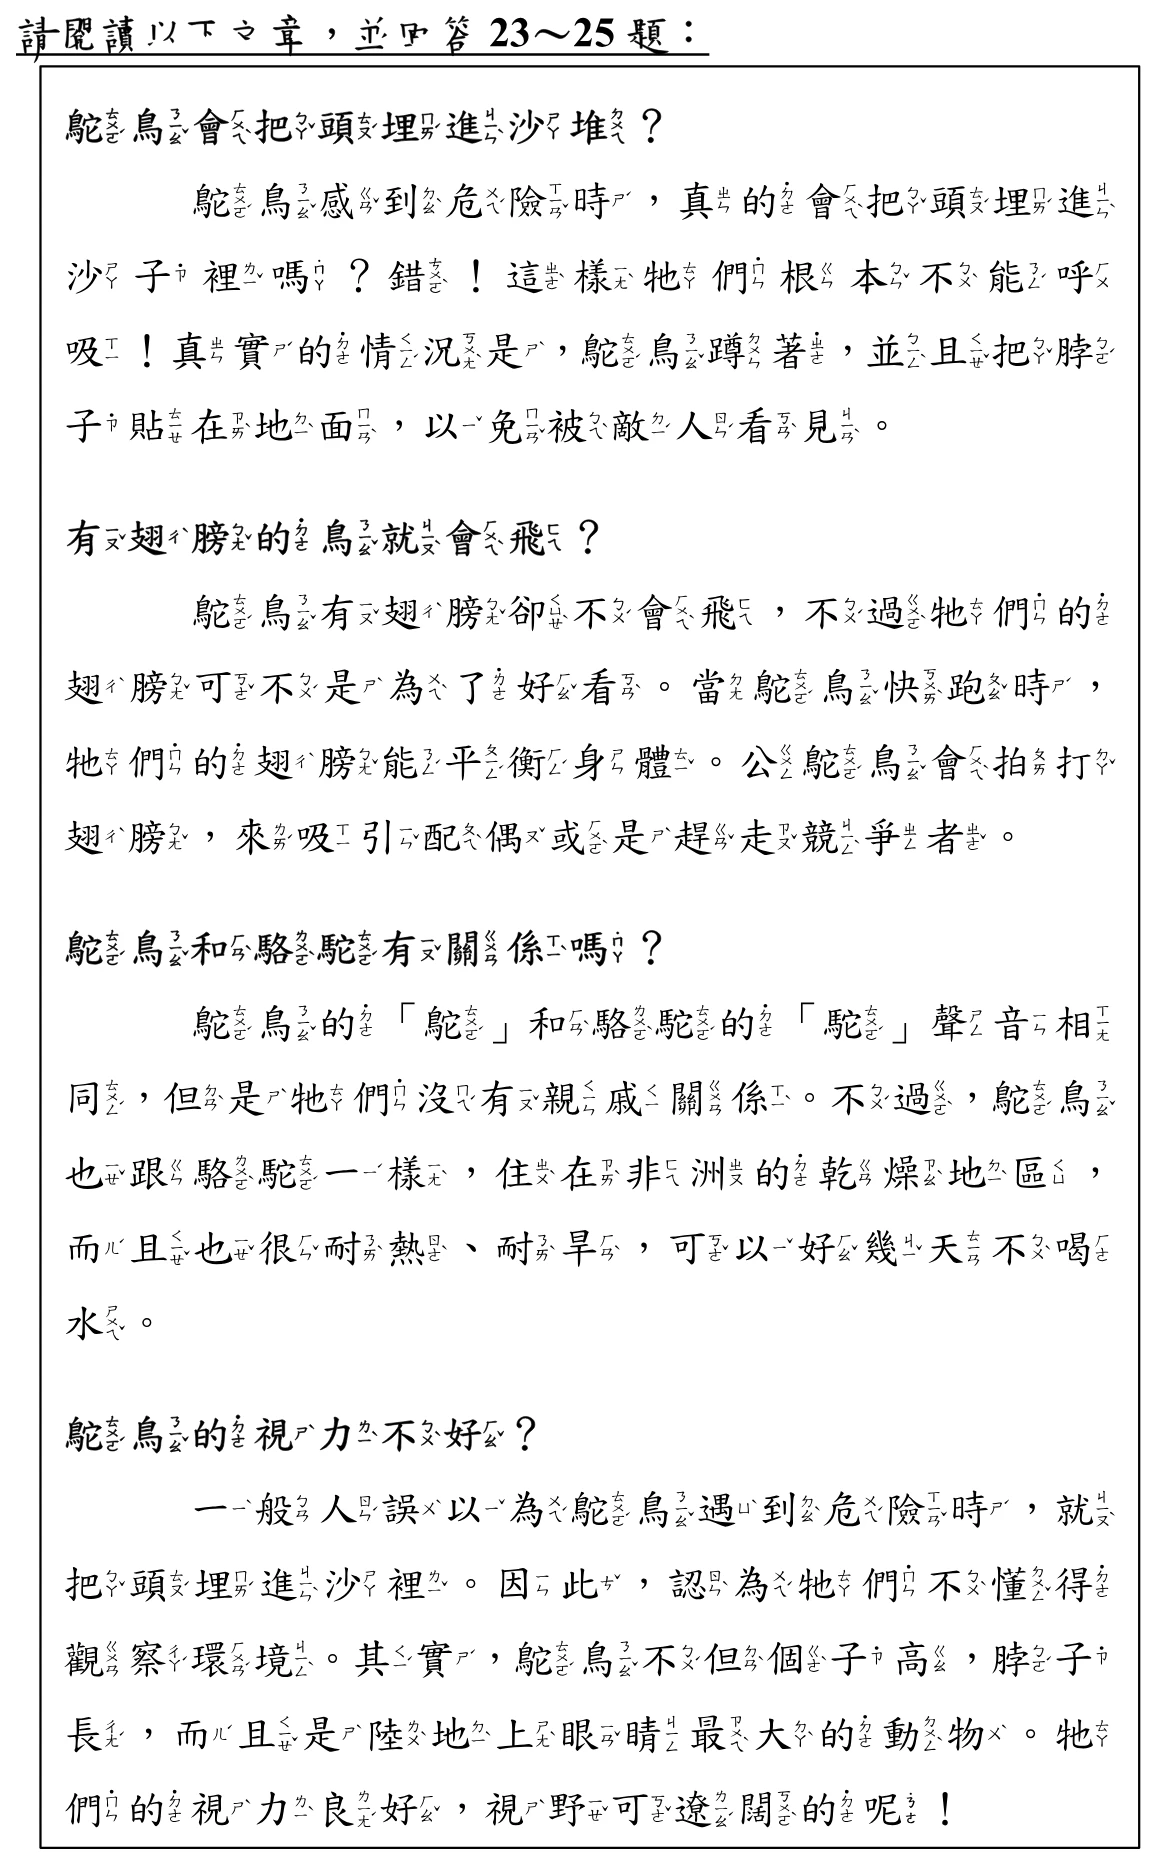 請閱讀以下文章，並回答 23～25 題：
鴕鳥會把頭埋進沙堆？
鴕鳥感到危險時，真的會把頭埋進
沙子裡嗎？錯！這樣牠們根本不能呼
吸！真實的情況是，鴕鳥蹲著，並且把脖
子貼在地面，以免被敵人看見。
有翅膀的鳥就會飛？
鴕鳥有翅膀卻不會飛，不過牠們的
翅膀可不是為了好看。當鴕鳥快跑時，
牠們的翅膀能平衡身體。公鴕鳥會拍打
翅膀，來吸引配偶或是趕走競爭者。
鴕鳥和駱駝有關係嗎？
鴕鳥的「鴕」和駱駝的「駝」聲音相
同，但是牠們沒有親戚關係。不過，鴕鳥
也跟駱駝一樣，住在非洲的乾燥地區，
而且也很耐熱、耐旱，可以好幾天不喝
水。
鴕鳥的視力不好？
一般人誤以為鴕鳥遇到危險時，就
把頭埋進沙裡。因此，認為牠們不懂得
觀察環境。其實，鴕鳥不但個子高，脖子
長，而且是陸地上眼睛最大的動物。牠
們的視力良好，視野可遼闊的呢！